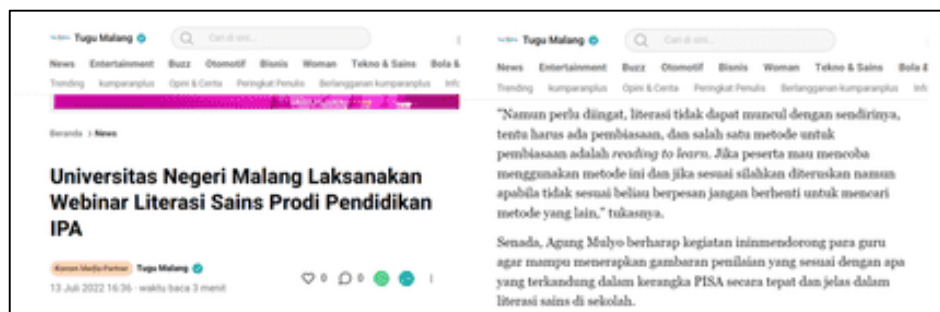 Tugu Malang
Cari di sini...
News Entertainment Buzz Otomotif Bisnis Woman Tekno & Sains Bola &
Trending kumparanplus Opini & Cerita Peringkat Penulis Berlangganan kumparanplus Info
Beranda > News
Universitas Negeri Malang Laksanakan
Webinar Literasi Sains Prodi Pendidikan
IPA
Konten Media Partner Tugu Malang
13 Juli 2022 16:36 · waktu baca 3 menit
0 0
Tugu Malang
Cari di sini...
News Entertainment Buzz Otomotif Bisnis Woman Tekno & Sains Bola &
Trending kumparanplus Opini & Cerita Peringkat Penulis Berlangganan kumparanplus Info
"Namun perlu diingat, literasi tidak dapat muncul dengan sendirinya,
tentu harus ada pembiasaan, dan salah satu metode untuk
pembiasaan adalah reading to learn. Jika peserta mau mencoba
menggunakan metode ini dan jika sesuai silahkan diteruskan namun
apabila tidak sesuai beliau berpesan jangan berhenti untuk mencari
metode yang lain," tukasnya.
Senada, Agung Mulyo berharap kegiatan ininmendorong para guru
agar mampu menerapkan gambaran penilaian yang sesuai dengan apa
yang terkandung dalam kerangka PISA secara tepat dan jelas dalam
literasi sains di sekolah.